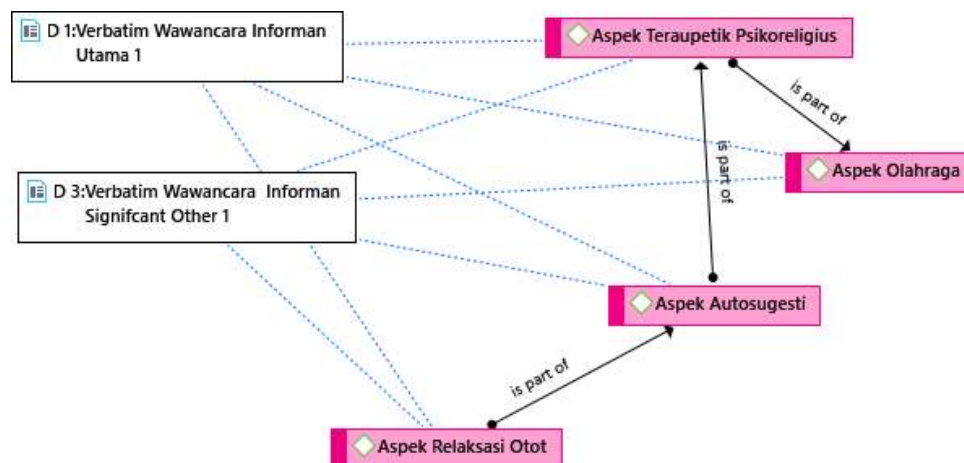 D 1:Verbatim Wawancara Informan
Utama 1
Aspek Teraupetik Psikoreligius
is part of
is part of
Aspek Olahraga
D 3:Verbatim Wawancara Informan
Signifcant Other 1
Aspek Autosugesti
is part of
Aspek Relaksasi Otot